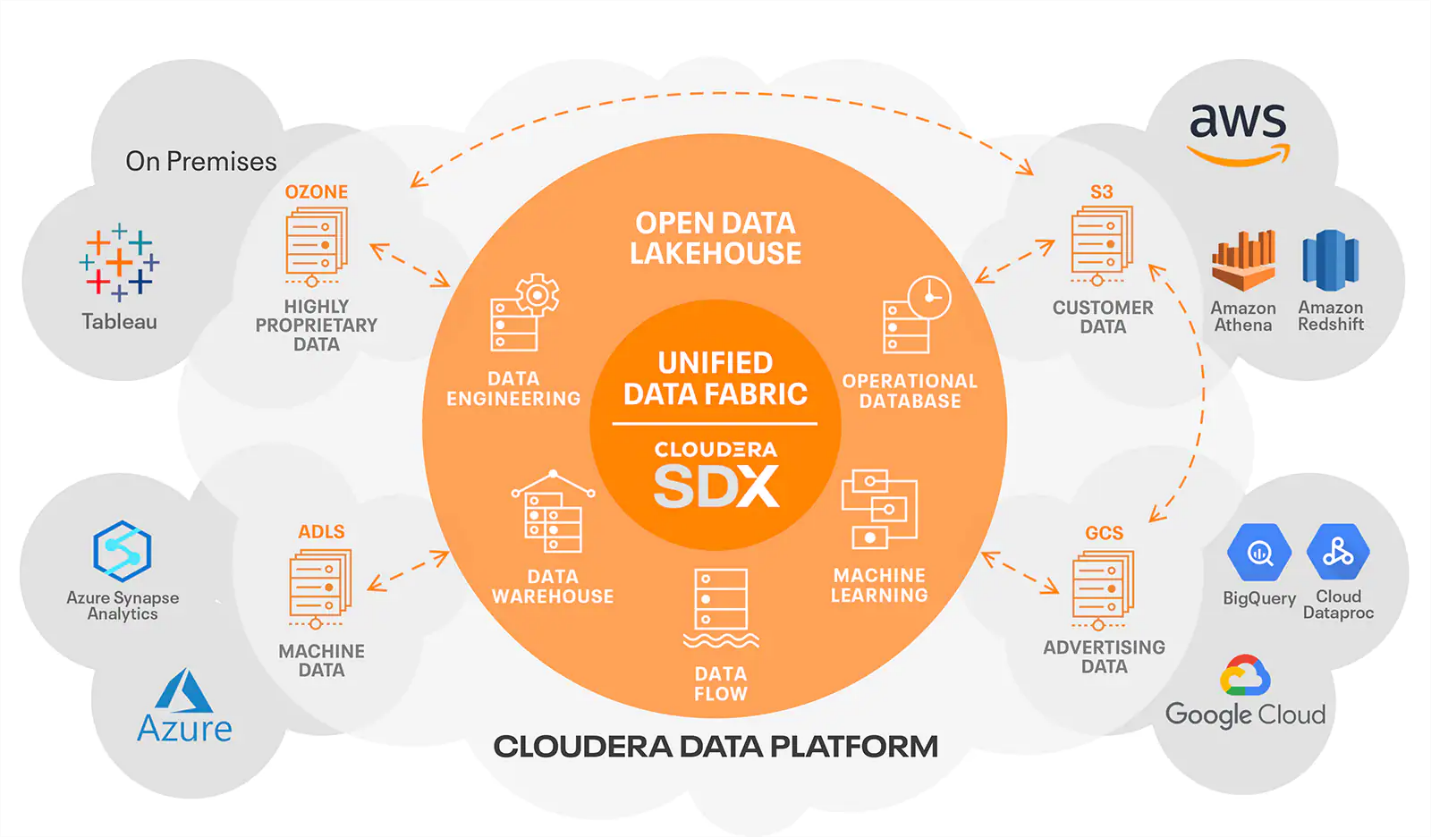 On Premises
OZONE
HIGHLY
PROPRIETARY
DATA
Tableau
aws
S3
CUSTOMER
DATA
Amazon
Athena
Amazon
Redshift
OPEN DATA
LAKEHOUSE
DATA
ENGINEERING
OPERATIONAL
DATABASE
UNIFIED
DATA FABRIC
CLOUDERA
SDX
DATA
WAREHOUSE
MACHINE
LEARNING
DATA
FLOW
ADLS
MACHINE
DATA
Azure Synapse
Analytics
Azure
GCS
ADVERTISING
DATA
BigQuery
Cloud
Dataproc
Google Cloud
CLOUDERA DATA PLATFORM